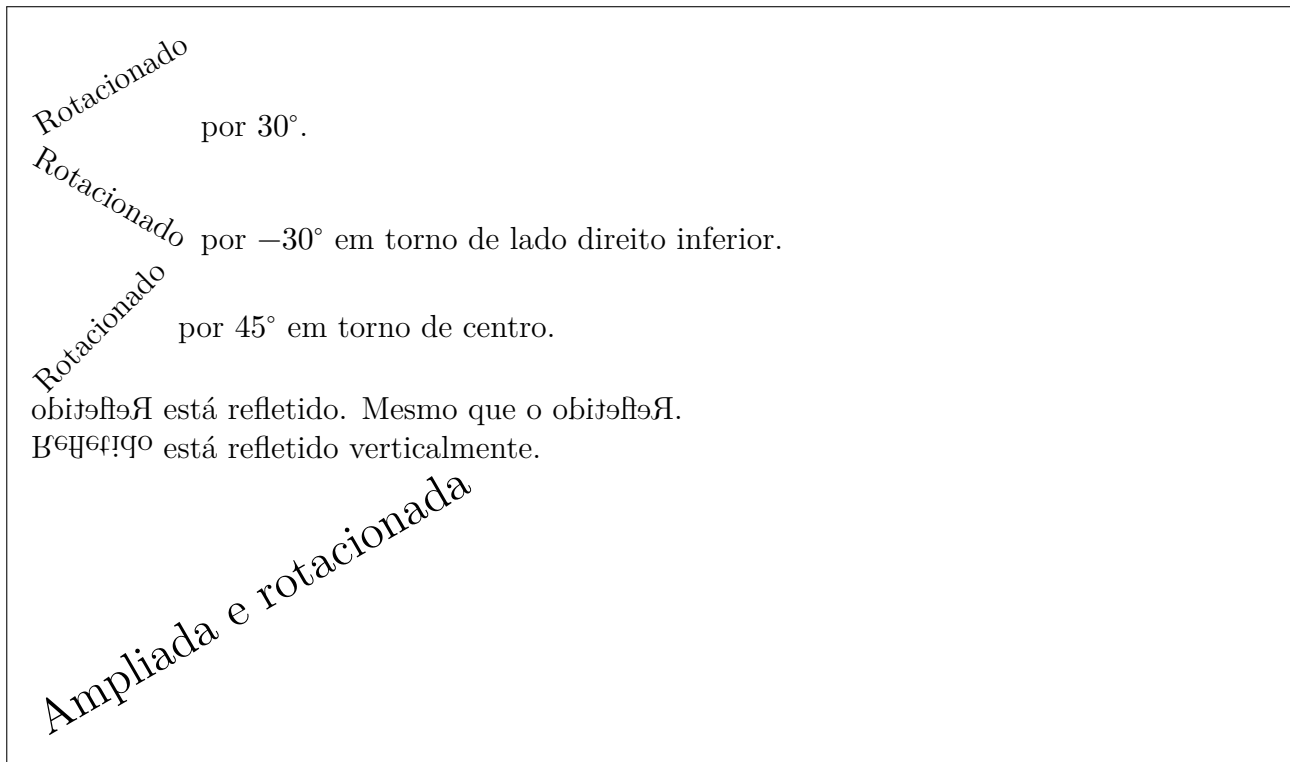 Rotacionado por 30°.
Rotacionado por −30° em torno de lado direito inferior.
Rotacionado por 45° em torno de centro.
Refletido está refletido. Mesmo que o Refletido.
Refletido está refletido verticalmente.
Ampliada e rotacionada